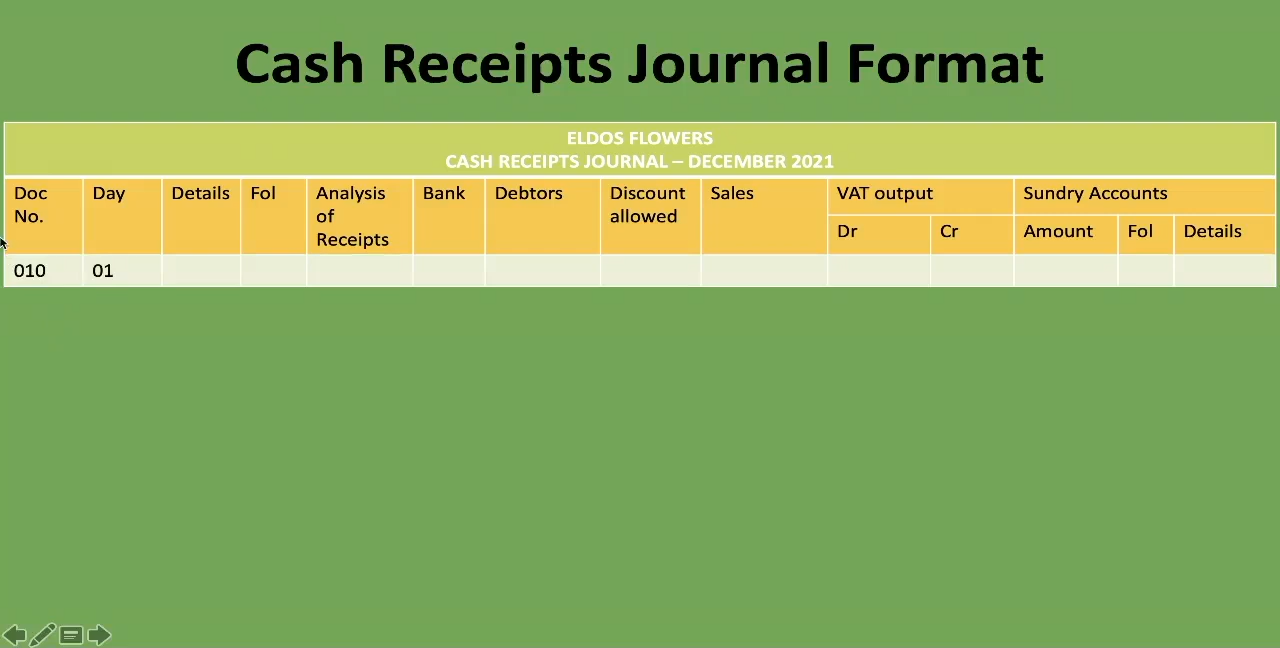 Cash Receipts Journal Format
ELDOS FLOWERS
CASH RECEIPTS JOURNAL – DECEMBER 2021
Doc No.
Day
Details
Fol
Analysis of Receipts
Bank
Debtors
Discount allowed
Sales
VAT output
Sundry Accounts
Dr
Cr
Amount
Fol
Details
010
01